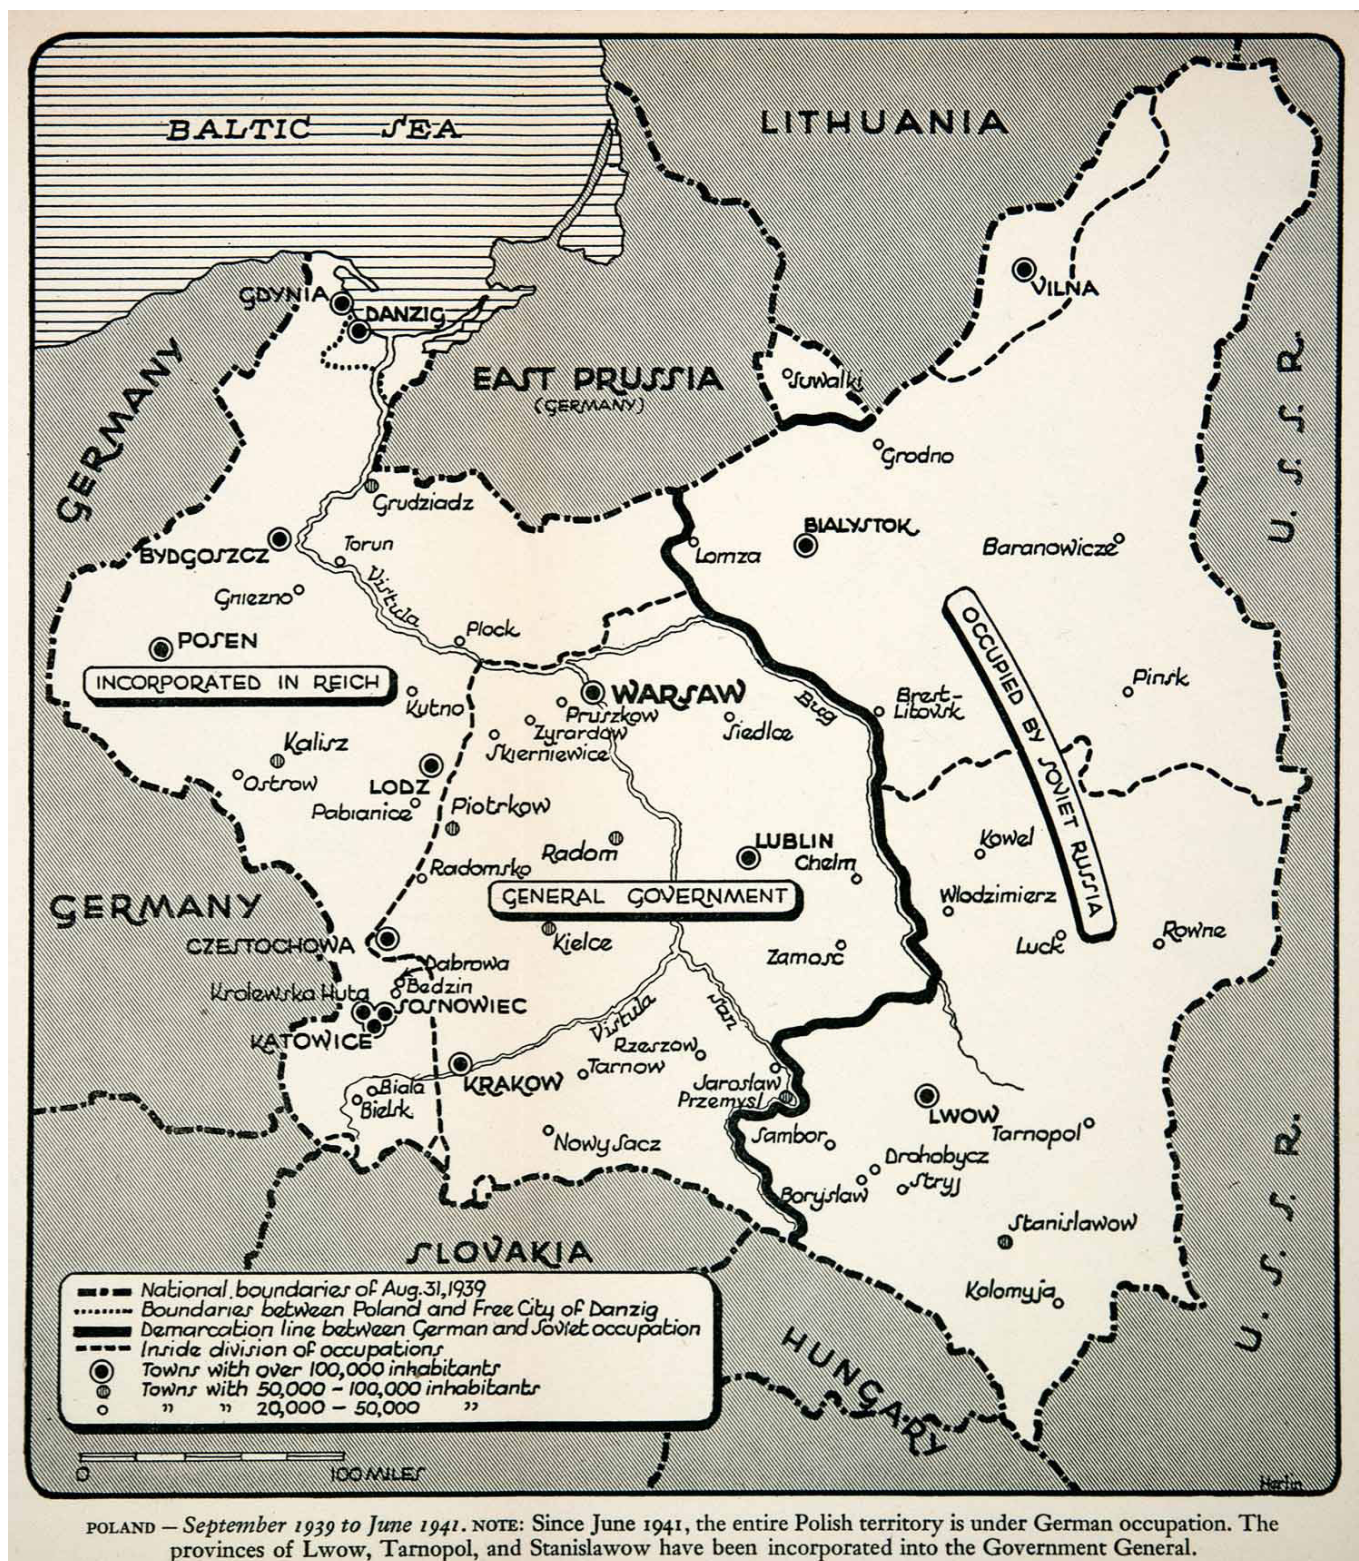 BALTIC SEA
LITHUANIA
GDYNIA
DANZIG
VILNA
GERMANY
EAST PRUSSIA
(GERMANY)
Suwalki
U. S. S. R.
Grodno
Grudziadz
BYDGOSZCZ
Torun
Vistula
Gniezno
BIALYSTOK
Lomza
Baranowicze
POSEN
Plock
INCORPORATED IN REICH
OCCUPIED BY SOVIET RUSSIA
WARSAW
Kutno
Pruszkow
Zyrardow
Skierniewice
Siedlce
Bug
Brest-
Litovsk
Pinsk
Kalisz
Ostrow
LODZ
Pabianice
Piotrkow
Radom
Radomsko
LUBLIN
Chelm
Kowel
GENERAL GOVERNMENT
Wlodzimierz
GERMANY
CZESTOCHOWA
Kielce
Zamosc
Luck
Rowne
Dabrowa
Bedzin
Krolewska Huta
SOSNOWIEC
KATOWICE
Vistula
San
Rzeszow
KRAKOW
Tarnow
Jaroslaw
Przemysl
Biala
Bielsk
LWOW
Tarnopol
Nowy Sacz
Sambor
Drohobycz
Boryslaw
Stryj
Stanislawow
Kolomyja
U. S. S. R.
SLOVAKIA
HUNGARY
National boundaries of Aug.31,1939
Boundaries between Poland and Free City of Danzig
Demarcation line between German and Soviet occupation
Inside division of occupations
Towns with over 100,000 inhabitants
Towns with 50,000 - 100,000 inhabitants
" " 20,000 - 50,000 "
0 100 MILES
Harlin
POLAND — September 1939 to June 1941. NOTE: Since June 1941, the entire Polish territory is under German occupation. The
provinces of Lwow, Tarnopol, and Stanislawow have been incorporated into the Government General.